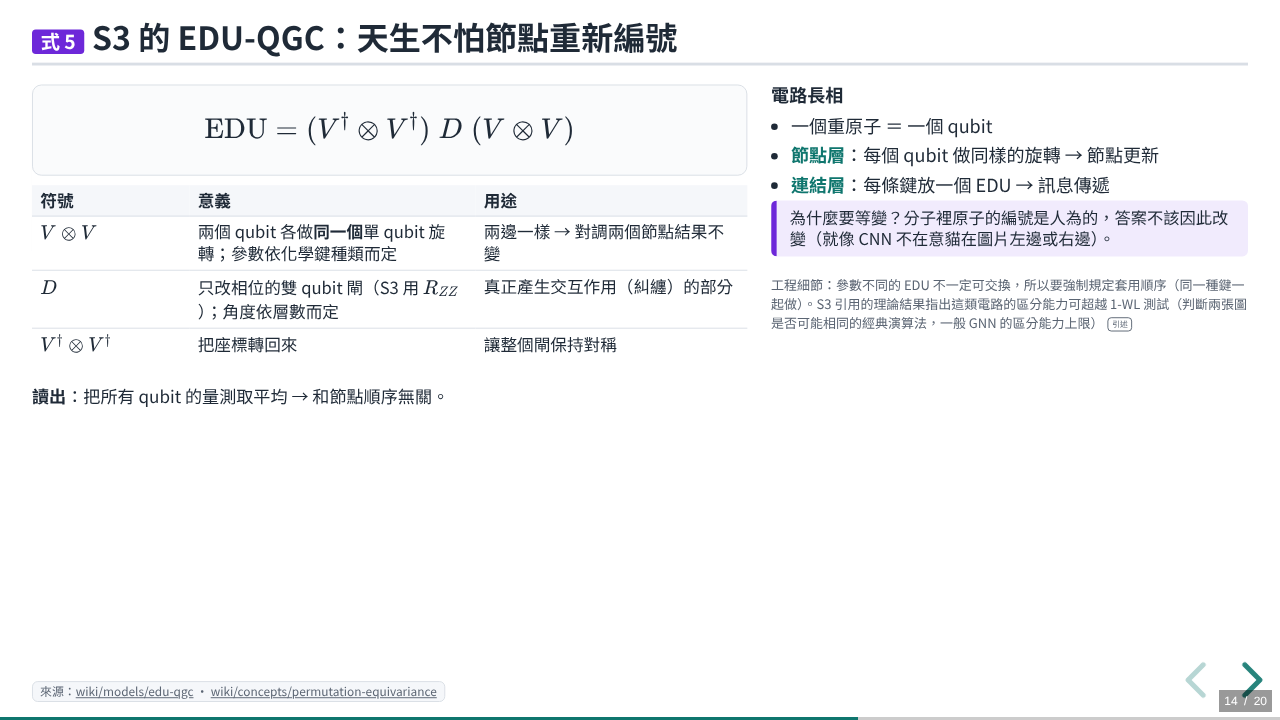 式 5 S3 的 EDU-QGC：天生不怕節點重新編號
EDU = (V† ⊗ V†) D (V ⊗ V)
符號 意義 用途
V ⊗ V 兩個 qubit 各做同一個單 qubit 旋轉；參數依化學鍵種類而定 兩邊一樣 → 對調兩個節點結果不變
D 只改相位的雙 qubit 閘（S3 用 R_ZZ）；角度依層數而定 真正產生交互作用（糾纏）的部分
V† ⊗ V† 把座標轉回來 讓整個閘保持對稱
讀出：把所有 qubit 的量測取平均 → 和節點順序無關。
電路長相
• 一個重原子 ＝ 一個 qubit
• 節點層：每個 qubit 做同樣的旋轉 → 節點更新
• 連結層：每條鍵放一個 EDU → 訊息傳遞
為什麼要等變？分子裡原子的編號是人為的，答案不該因此改
變（就像 CNN 不在意貓在圖片左邊或右邊）。
工程細節：參數不同的 EDU 不一定可交換，所以要強制規定套用順序（同一種鍵一
起做）。S3 引用的理論結果指出這類電路的區分能力可超越 1-WL 測試（判斷兩張圖
是否可能相同的經典演算法，一般 GNN 的區分能力上限） 引述
來源：wiki/models/edu-qgc · wiki/concepts/permutation-equivariance
14 / 20